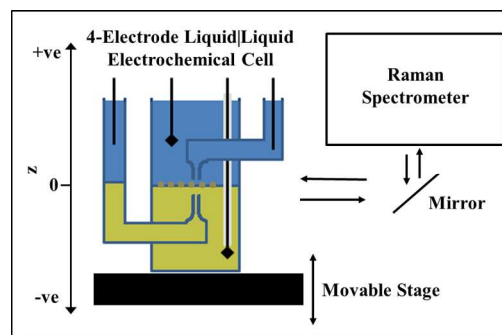 +ve
4-Electrode Liquid|Liquid
Electrochemical Cell
Raman
Spectrometer
z
0
Mirror
-ve
Movable Stage